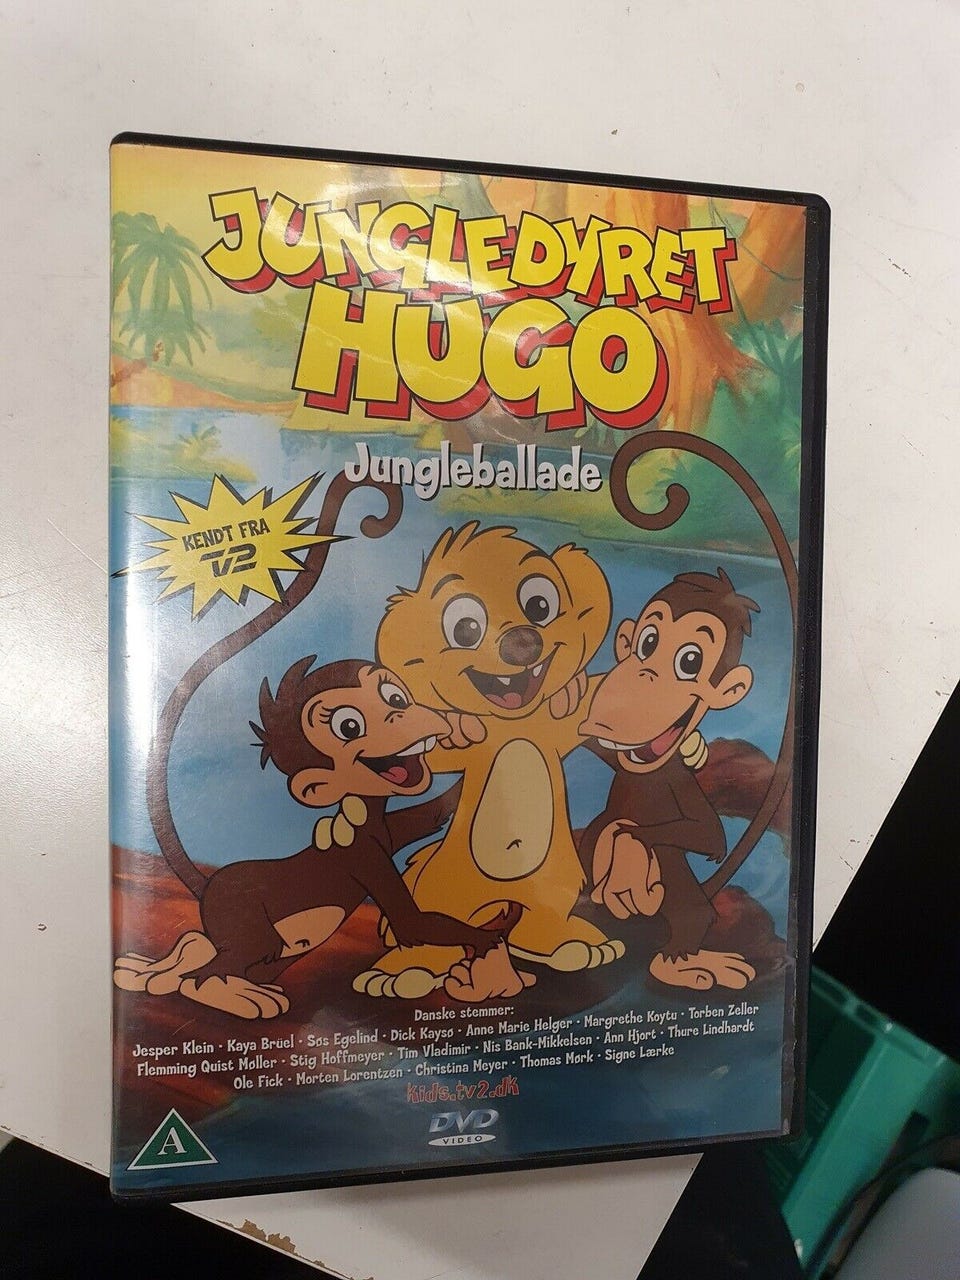 JUNGLEDYRET
HUGO
Jungleballade
KENDT FRA
TV2
Danske stemmer:
Jesper Klein · Kaya Brüel · Søs Egelind · Dick Kaysø · Anne Marie Helger · Margrethe Koytu · Torben Zeller
Flemming Quist Møller · Stig Hoffmeyer · Tim Vladimir · Nis Bank-Mikkelsen · Ann Hjort · Thure Lindhardt
Ole Fick · Morten Lorentzen · Christina Meyer · Thomas Mørk · Signe Lærke
kids.tv2.dk
A
DVD
VIDEO